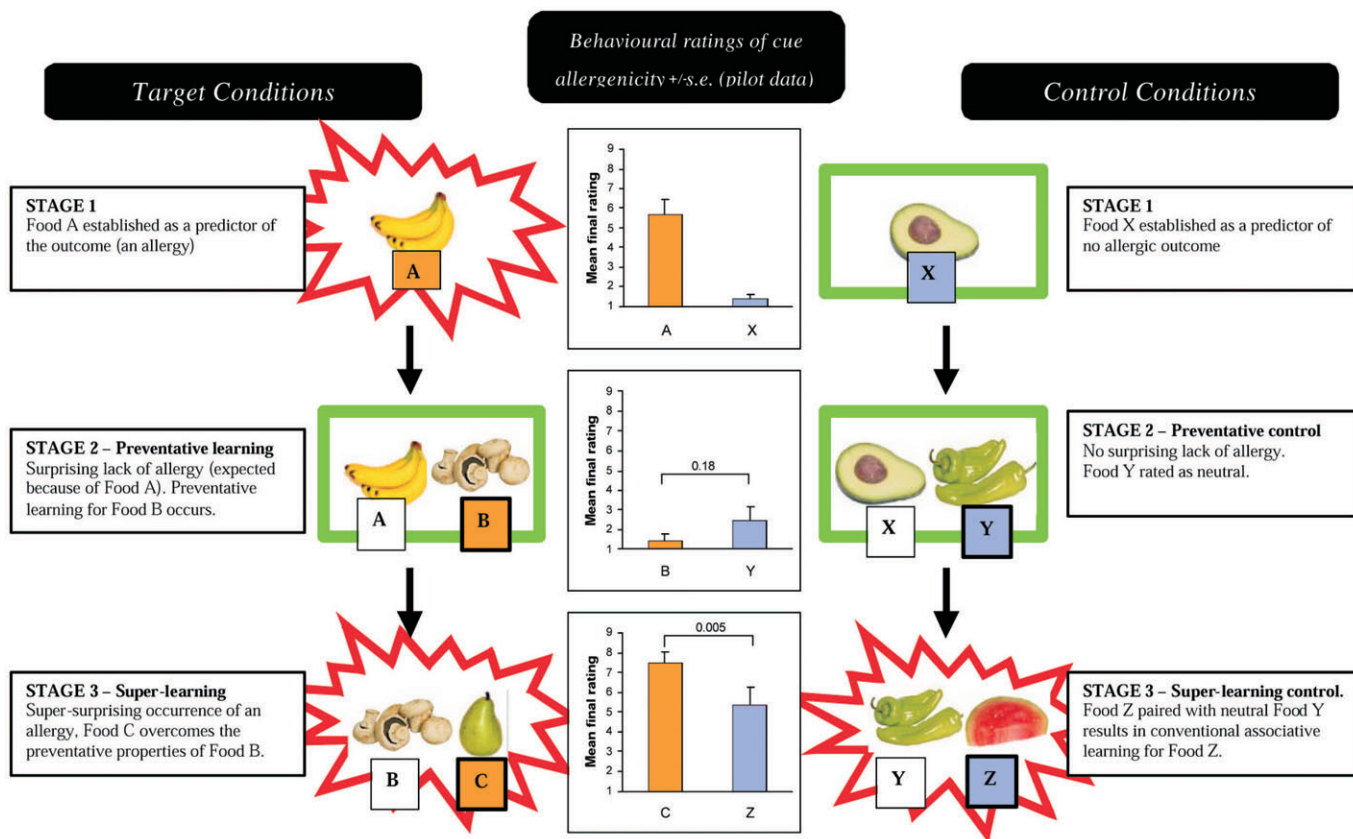 Behavioural ratings of cue
allergenicity +/-s.e. (pilot data)
Target Conditions
Control Conditions
STAGE 1
Food A established as a predictor of
the outcome (an allergy)
A
9
8
7
6
5
4
3
2
1
Mean final rating
A
X
X
STAGE 1
Food X established as a predictor of
no allergic outcome
STAGE 2 – Preventative learning
Surprising lack of allergy (expected
because of Food A). Preventative
learning for Food B occurs.
A
B
9
8
7
6
5
4
3
2
1
Mean final rating
0.18
B
Y
X
Y
STAGE 2 – Preventative control
No surprising lack of allergy.
Food Y rated as neutral.
STAGE 3 – Super-learning
Super-surprising occurrence of an
allergy, Food C overcomes the
preventative properties of Food B.
B
C
9
8
7
6
5
4
3
2
1
Mean final rating
0.005
C
Z
Y
Z
STAGE 3 – Super-learning control.
Food Z paired with neutral Food Y
results in conventional associative
learning for Food Z.